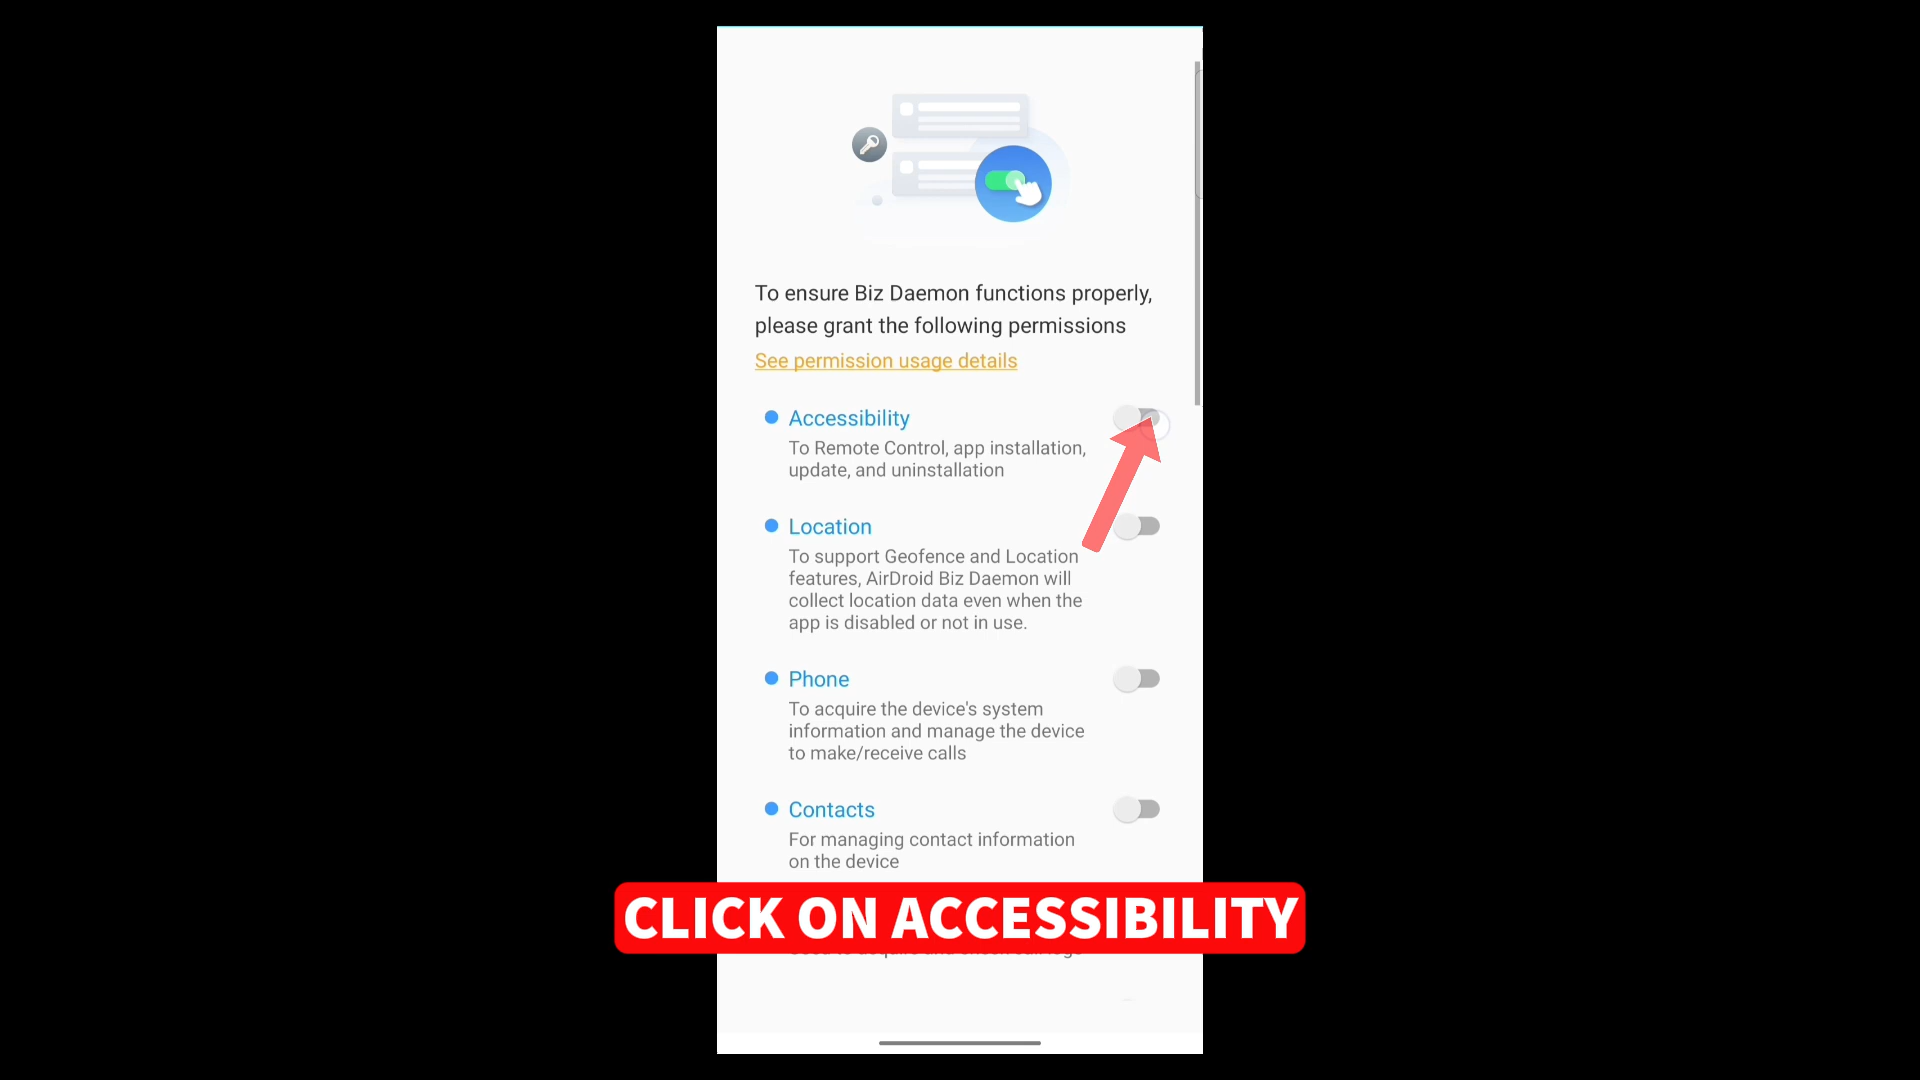 To ensure Biz Daemon functions properly,
please grant the following permissions
See permission usage details
Accessibility
To Remote Control, app installation,
update, and uninstallation
Location
To support Geofence and Location
features, AirDroid Biz Daemon will
collect location data even when the
app is disabled or not in use.
Phone
To acquire the device's system
information and manage the device
to make/receive calls
Contacts
For managing contact information
on the device
CLICK ON ACCESSIBILITY